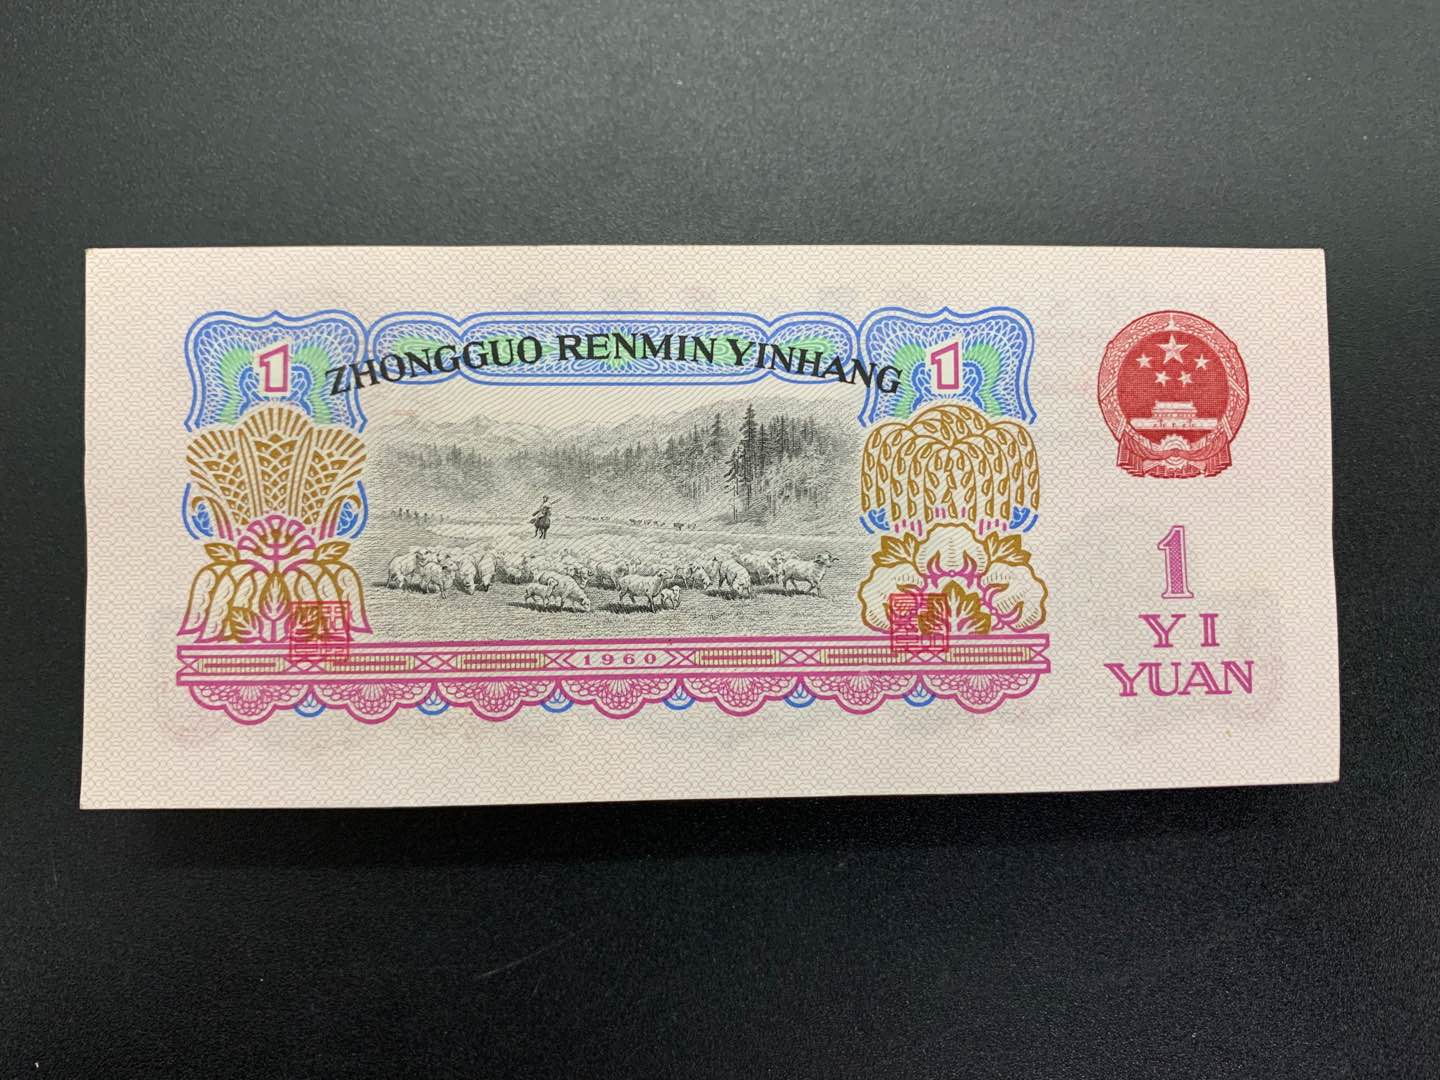 ZHONGGUO RENMIN YINHANG
1
1
1960
1
YI
YUAN